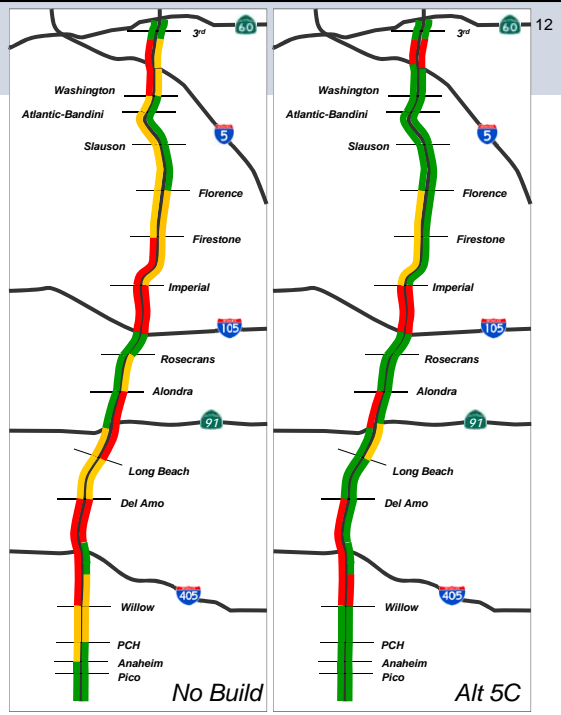 12
60
3rd
Washington
Atlantic-Bandini
5
Slauson
Florence
Firestone
Imperial
105
Rosecrans
Alondra
91
Long Beach
Del Amo
405
Willow
PCH
Anaheim
Pico
No Build
60
3rd
Washington
Atlantic-Bandini
5
Slauson
Florence
Firestone
Imperial
105
Rosecrans
Alondra
91
Long Beach
Del Amo
405
Willow
PCH
Anaheim
Pico
Alt 5C